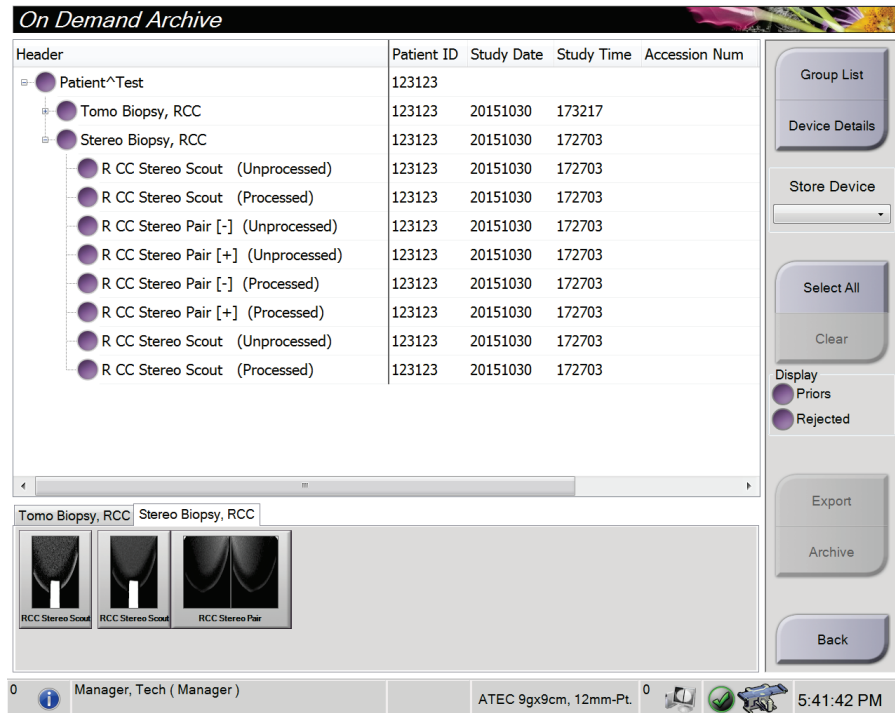 On Demand Archive
Header Patient ID Study Date Study Time Accession Num
Patient^Test 123123
Tomo Biopsy, RCC 123123 20151030 173217
Stereo Biopsy, RCC 123123 20151030 172703
R CC Stereo Scout (Unprocessed) 123123 20151030 172703
R CC Stereo Scout (Processed) 123123 20151030 172703
R CC Stereo Pair [-] (Unprocessed) 123123 20151030 172703
R CC Stereo Pair [+] (Unprocessed) 123123 20151030 172703
R CC Stereo Pair [-] (Processed) 123123 20151030 172703
R CC Stereo Pair [+] (Processed) 123123 20151030 172703
R CC Stereo Scout (Unprocessed) 123123 20151030 172703
R CC Stereo Scout (Processed) 123123 20151030 172703
Group List
Device Details
Store Device
Select All
Clear
Display
Priors
Rejected
Export
Archive
Back
Tomo Biopsy, RCC Stereo Biopsy, RCC
RCC Stereo Scout RCC Stereo Scout RCC Stereo Pair
0 Manager, Tech ( Manager ) ATEC 9gx9cm, 12mm-Pt. 0 5:41:42 PM